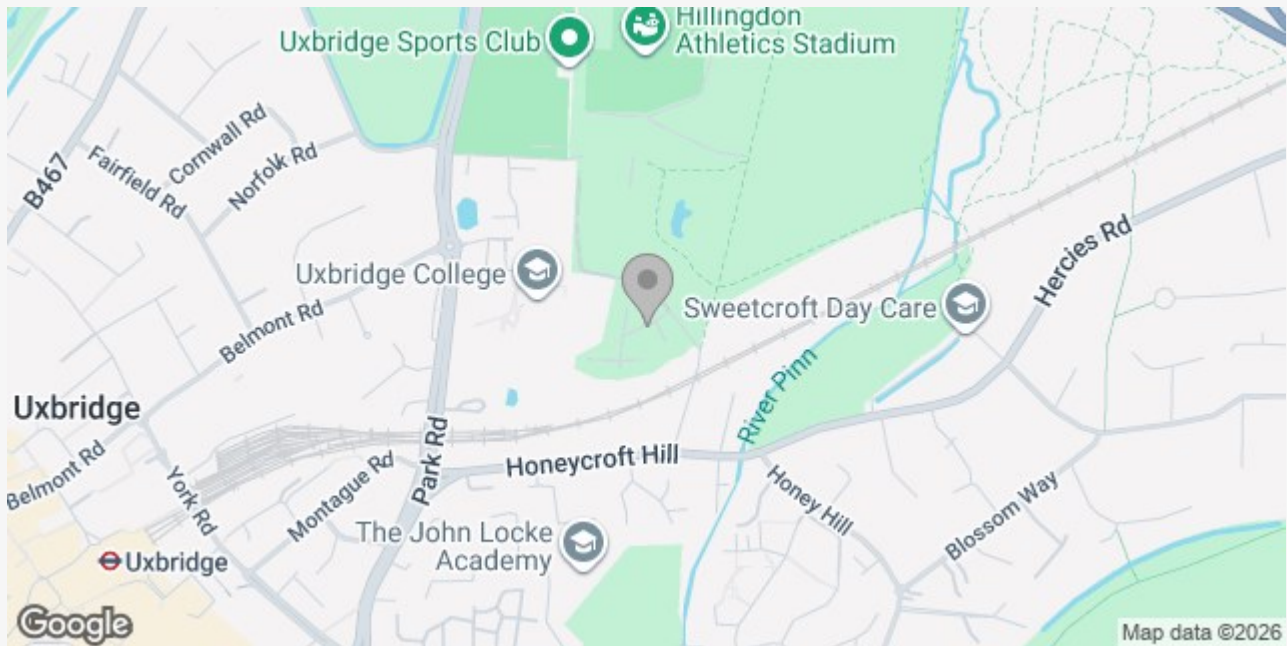 Uxbridge Sports Club
Hillingdon
Athletics Stadium
B467
Cornwall Rd
Fairfield Rd
Norfolk Rd
Uxbridge College
Belmont Rd
Sweetcroft Day Care
Hercies Rd
River Pinn
Uxbridge
Belmont Rd
York Rd
Montague Rd
Park Rd
Honeycroft Hill
Honey Hill
Blossom Way
The John Locke
Academy
Uxbridge
Google
Map data ©2026